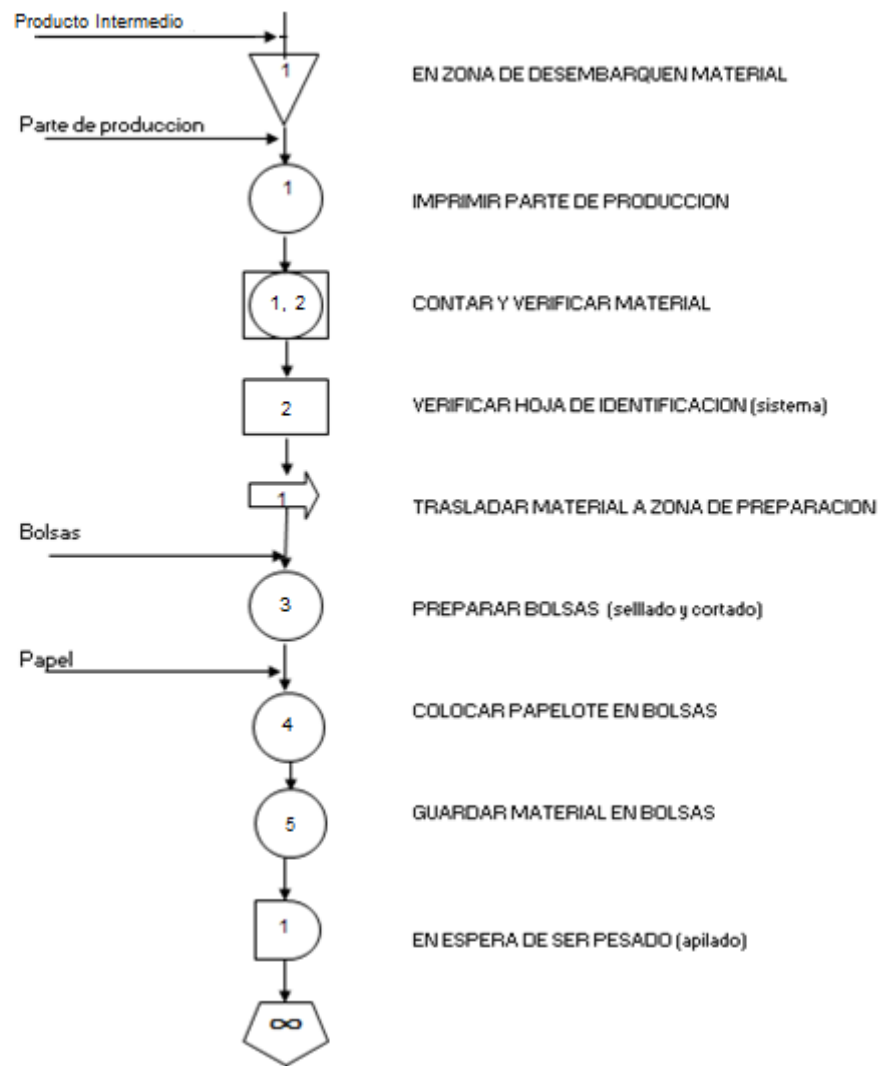 Producto Intermedio
1
EN ZONA DE DESEMBARQUEN MATERIAL
Parte de produccion
1
IMPRIMIR PARTE DE PRODUCCION
1, 2
CONTAR Y VERIFICAR MATERIAL
2
VERIFICAR HOJA DE IDENTIFICACION (sistema)
1
TRASLADAR MATERIAL A ZONA DE PREPARACION
Bolsas
3
PREPARAR BOLSAS (selllado y cortado)
Papel
4
COLOCAR PAPELOTE EN BOLSAS
5
GUARDAR MATERIAL EN BOLSAS
1
EN ESPERA DE SER PESADO (apilado)
∞